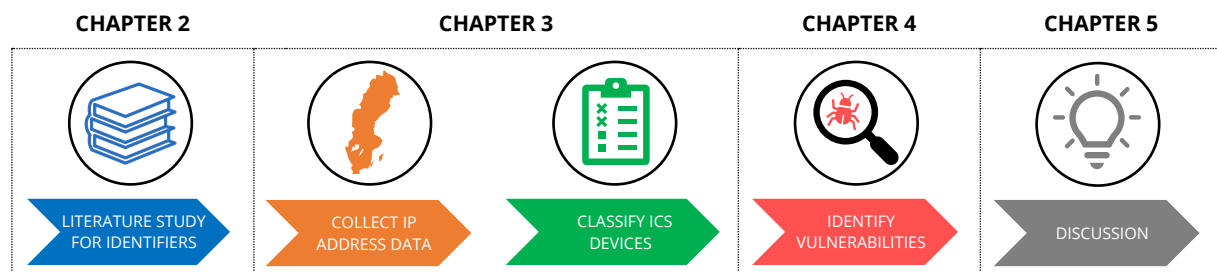 CHAPTER 2
CHAPTER 3
CHAPTER 4
CHAPTER 5
LITERATURE STUDY
FOR IDENTIFIERS
COLLECT IP
ADDRESS DATA
CLASSIFY ICS
DEVICES
IDENTIFY
VULNERABILITIES
DISCUSSION